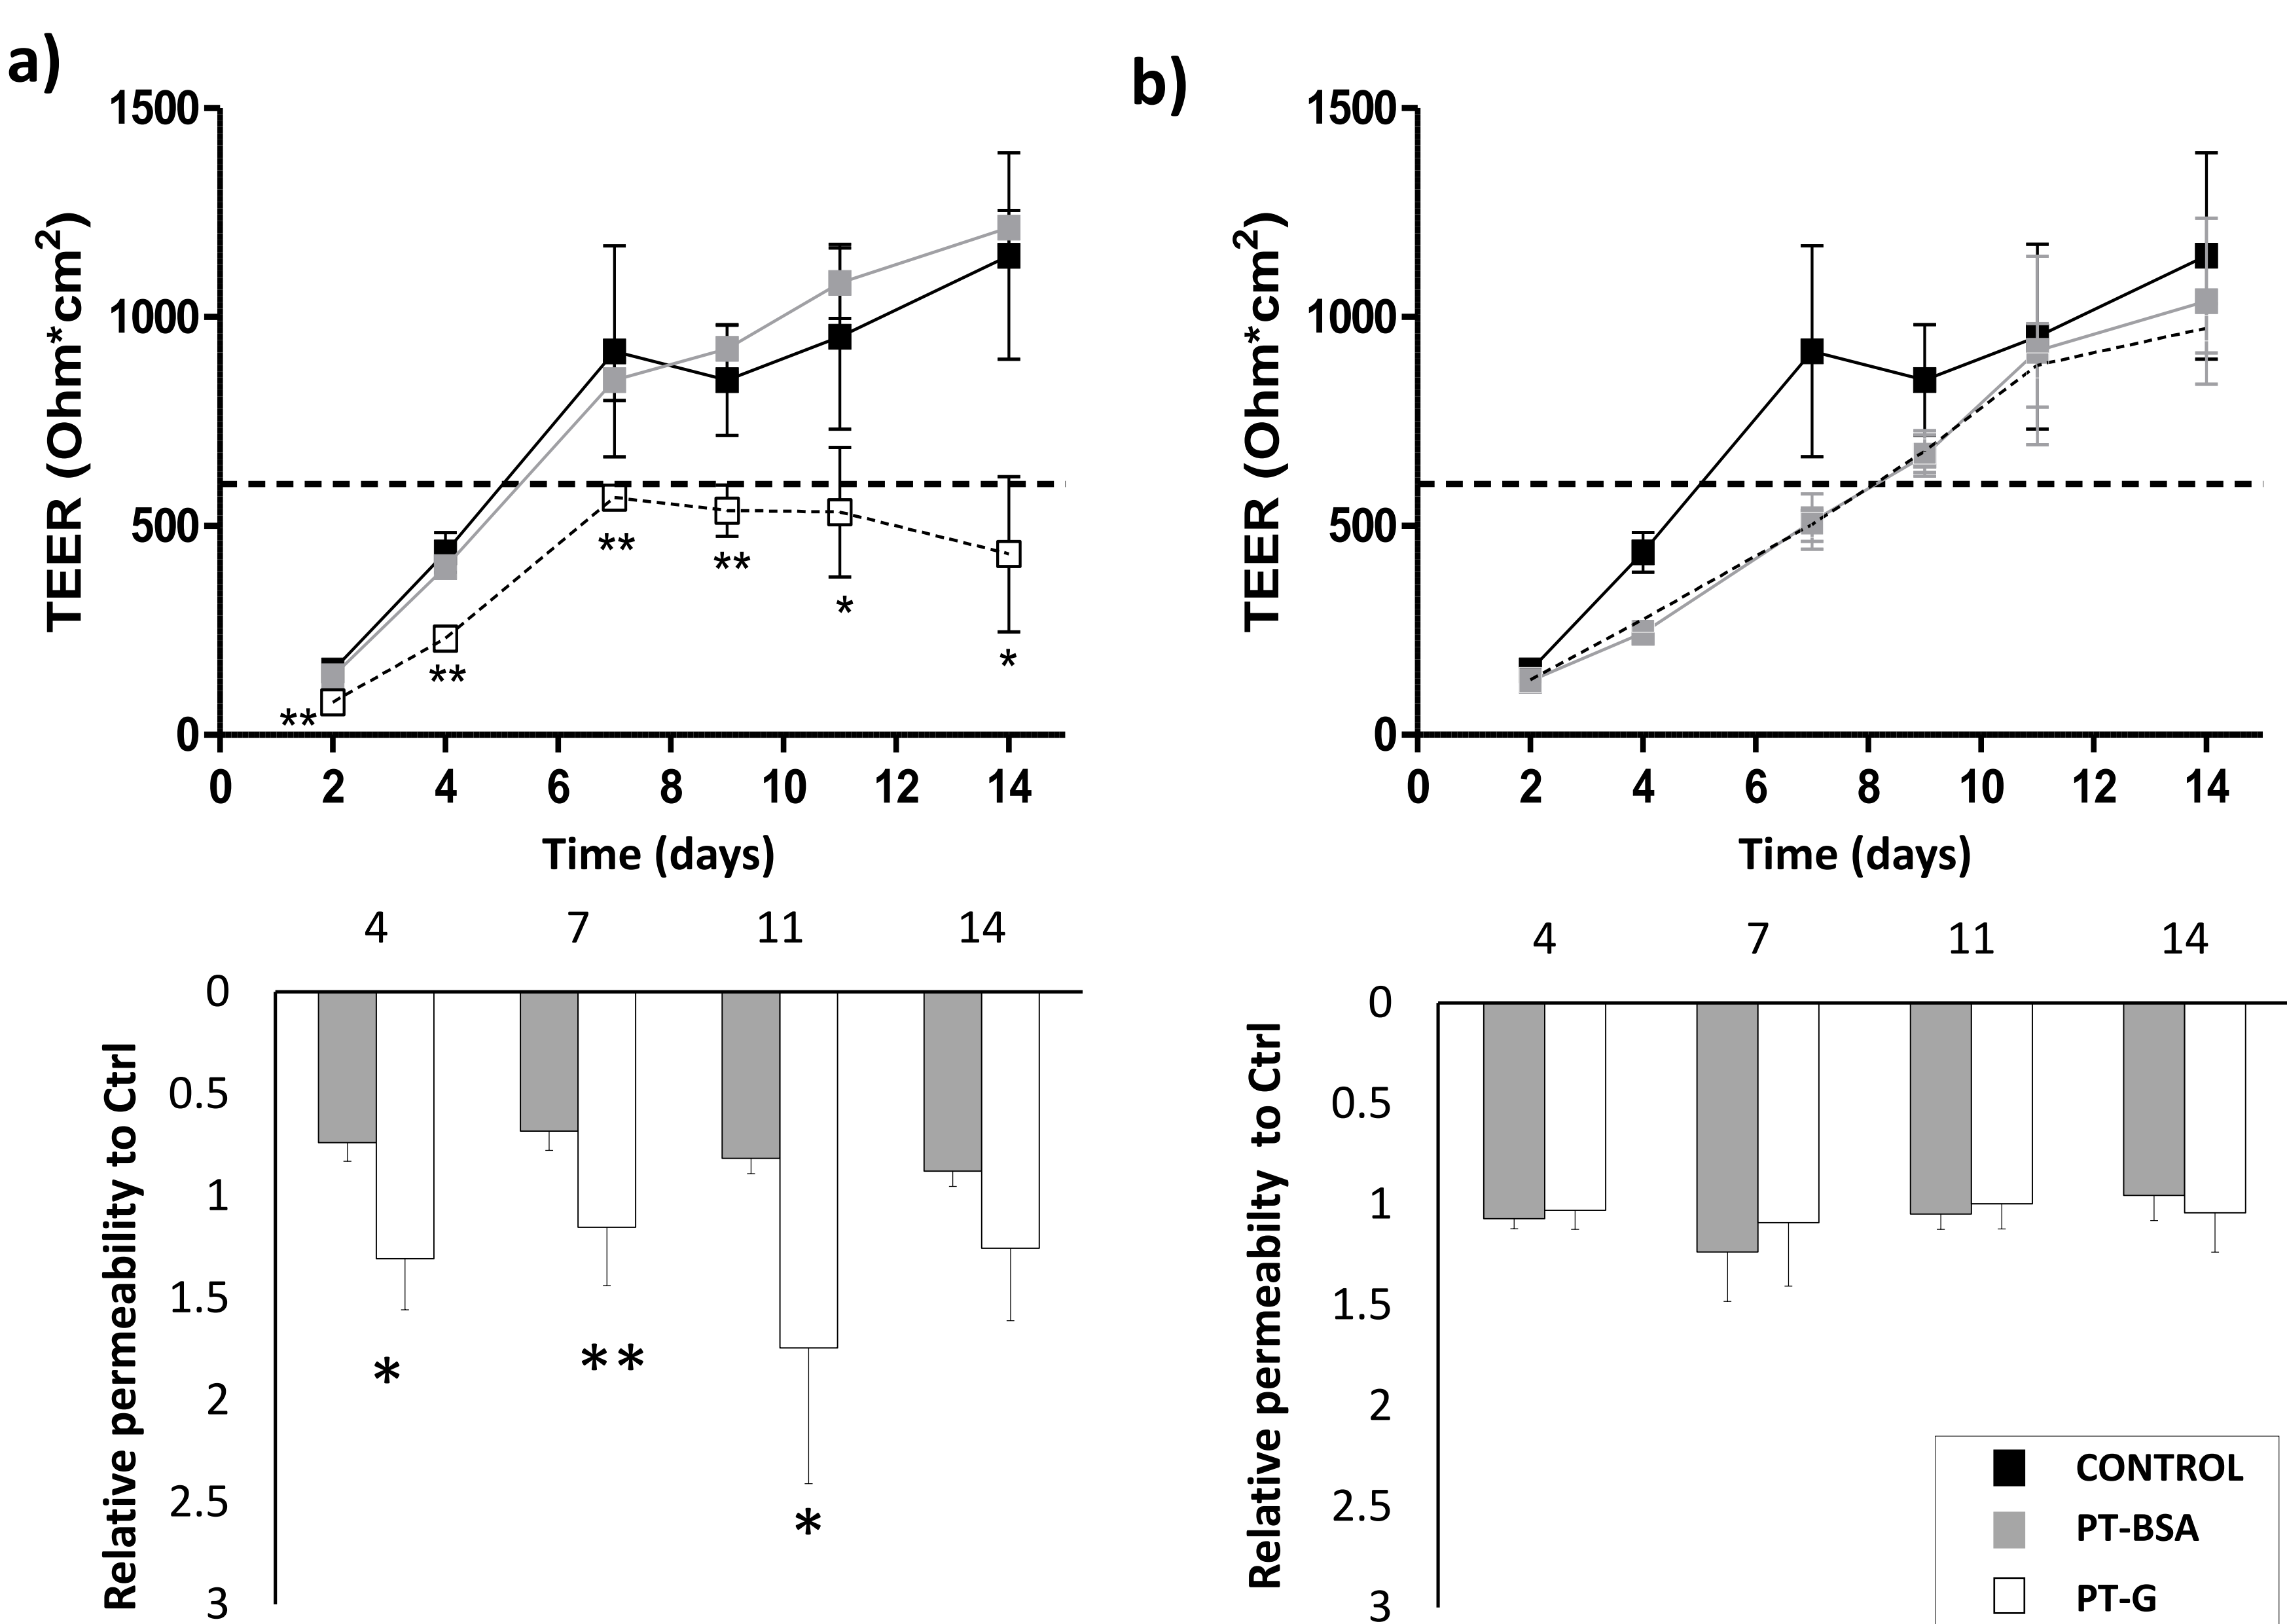 a)
1500
1000
500
0
TEER (Ohm*cm²)
**
**
**
**
*
*
0 2 4 6 8 10 12 14
Time (days)
b)
1500
1000
500
0
TEER (Ohm*cm²)
0 2 4 6 8 10 12 14
Time (days)
4 7 11 14
0
0.5
1
1.5
2
2.5
3
Relative permeability to Ctrl
*
**
*
4 7 11 14
0
0.5
1
1.5
2
2.5
3
Relative permeabilty to Ctrl
CONTROL
PT-BSA
PT-G